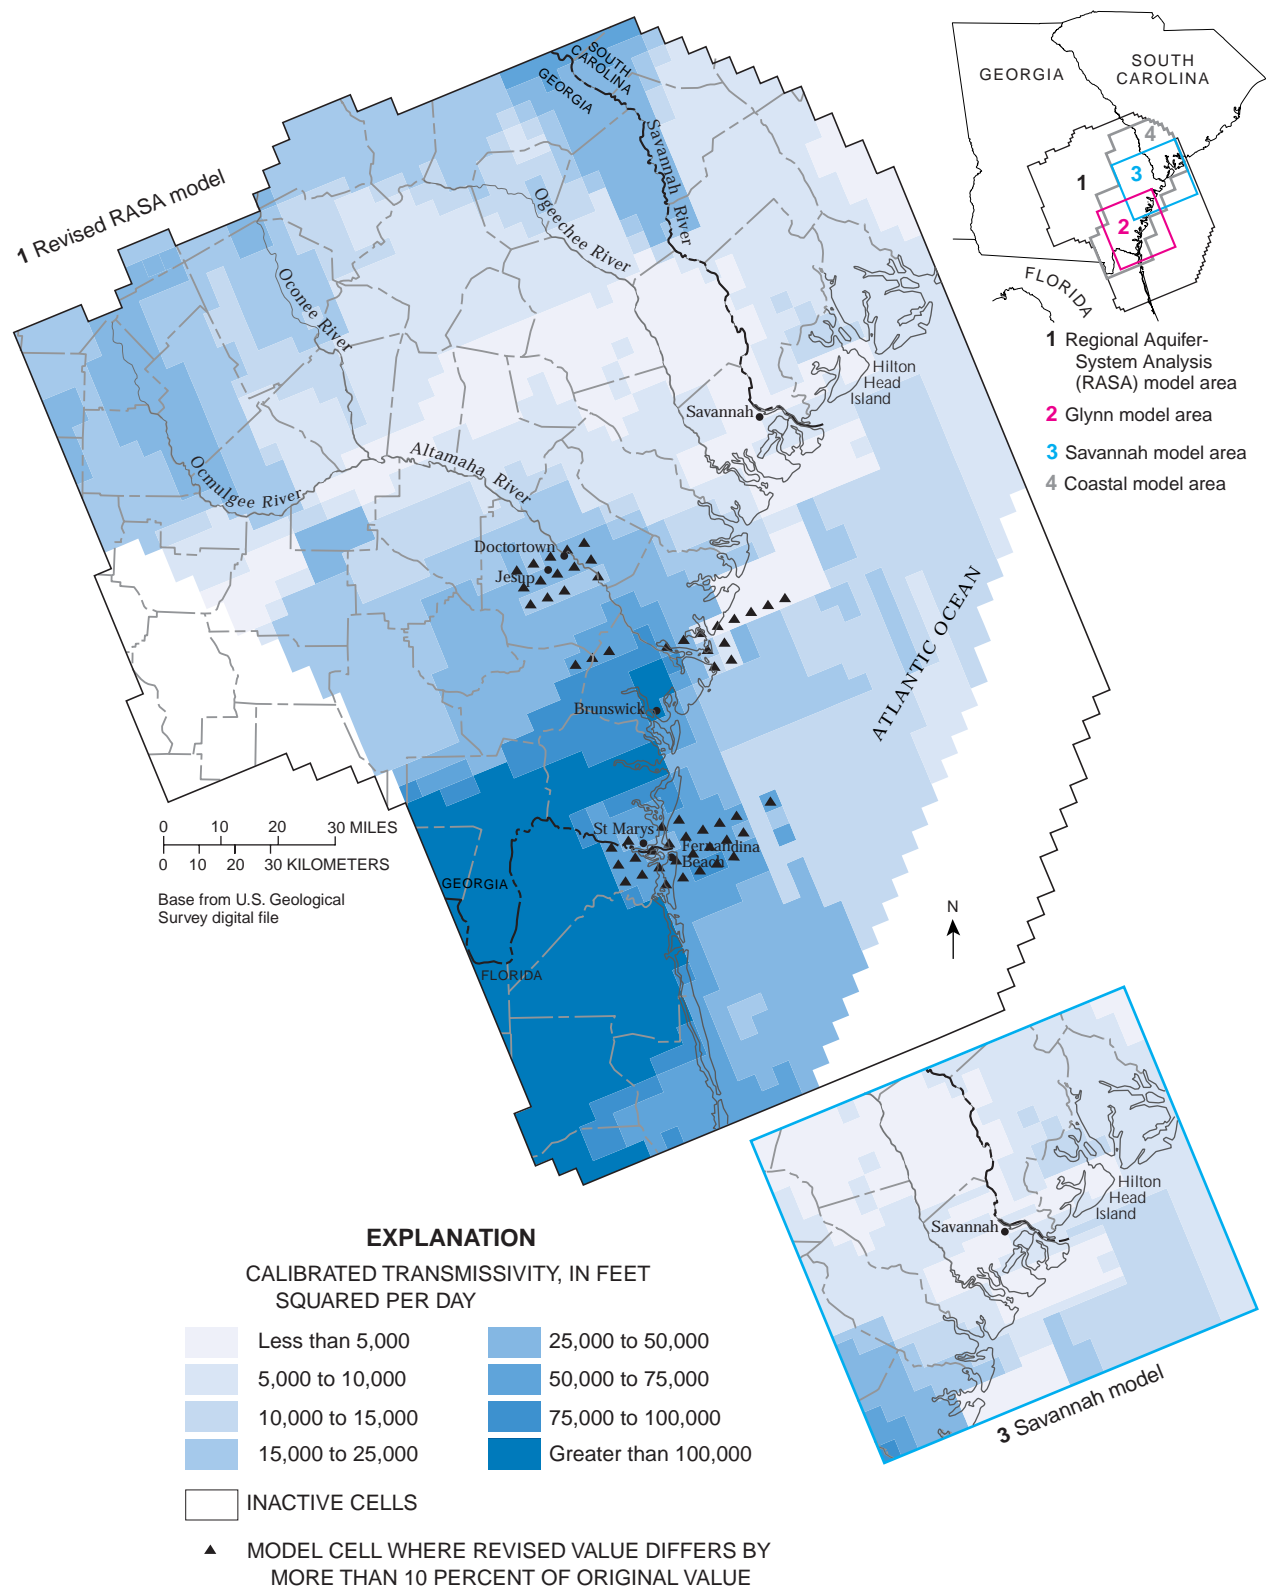 1 Revised RASA model
SOUTH
CAROLINA
GEORGIA
Savannah River
Ogeechee River
Oconee River
Ocmulgee River
Altamaha River
Savannah
Hilton
Head
Island
Doctortown
Jesup
Brunswick
St Marys
Fernandina
Beach
GEORGIA
FLORIDA
ATLANTIC OCEAN
N
GEORGIA
SOUTH
CAROLINA
FLORIDA
1
2
3
4
1 Regional Aquifer-
System Analysis
(RASA) model area
2 Glynn model area
3 Savannah model area
4 Coastal model area
0 10 20 30 MILES
0 10 20 30 KILOMETERS
Base from U.S. Geological
Survey digital file
Savannah
Hilton
Head
Island
3 Savannah model
EXPLANATION
CALIBRATED TRANSMISSIVITY, IN FEET
SQUARED PER DAY
Less than 5,000
5,000 to 10,000
10,000 to 15,000
15,000 to 25,000
25,000 to 50,000
50,000 to 75,000
75,000 to 100,000
Greater than 100,000
INACTIVE CELLS
MODEL CELL WHERE REVISED VALUE DIFFERS BY
MORE THAN 10 PERCENT OF ORIGINAL VALUE